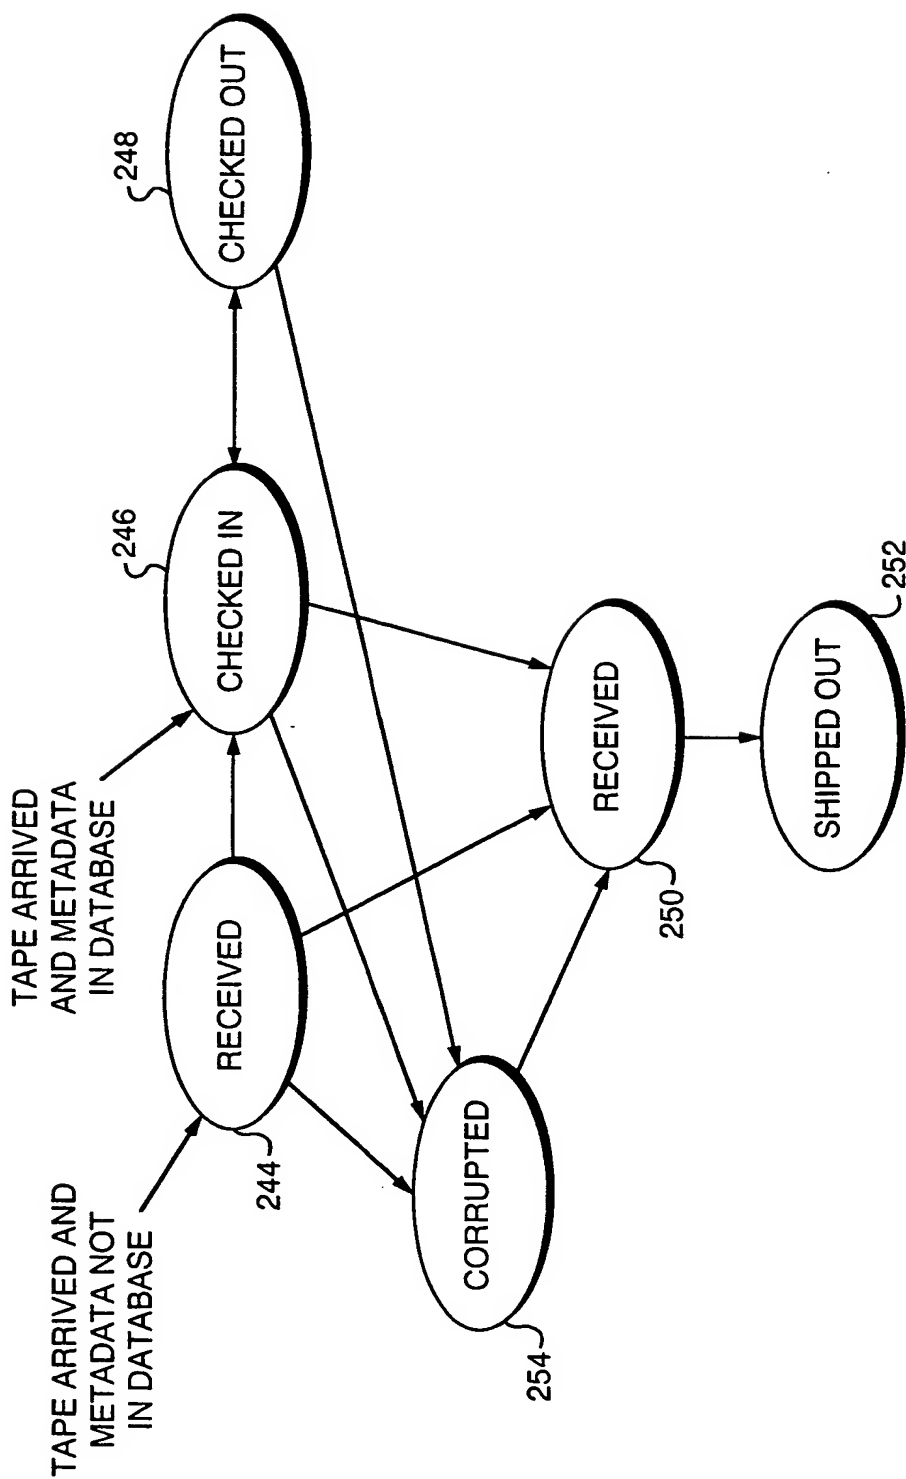 TAPE ARRIVED AND
METADATA NOT
IN DATABASE
TAPE ARRIVED
AND METADATA
IN DATABASE
244
RECEIVED
246
CHECKED IN
248
CHECKED OUT
254
CORRUPTED
250
RECEIVED
252
SHIPPED OUT